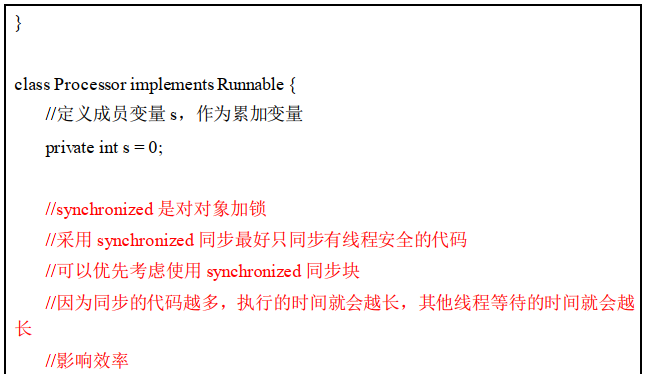 }
class Processor implements Runnable {
//定义成员变量 s，作为累加变量
private int s = 0;
//synchronized 是对对象加锁
//采用 synchronized 同步最好只同步有线程安全的代码
//可以优先考虑使用 synchronized 同步块
//因为同步的代码越多，执行的时间就会越长，其他线程等待的时间就会越
长
//影响效率